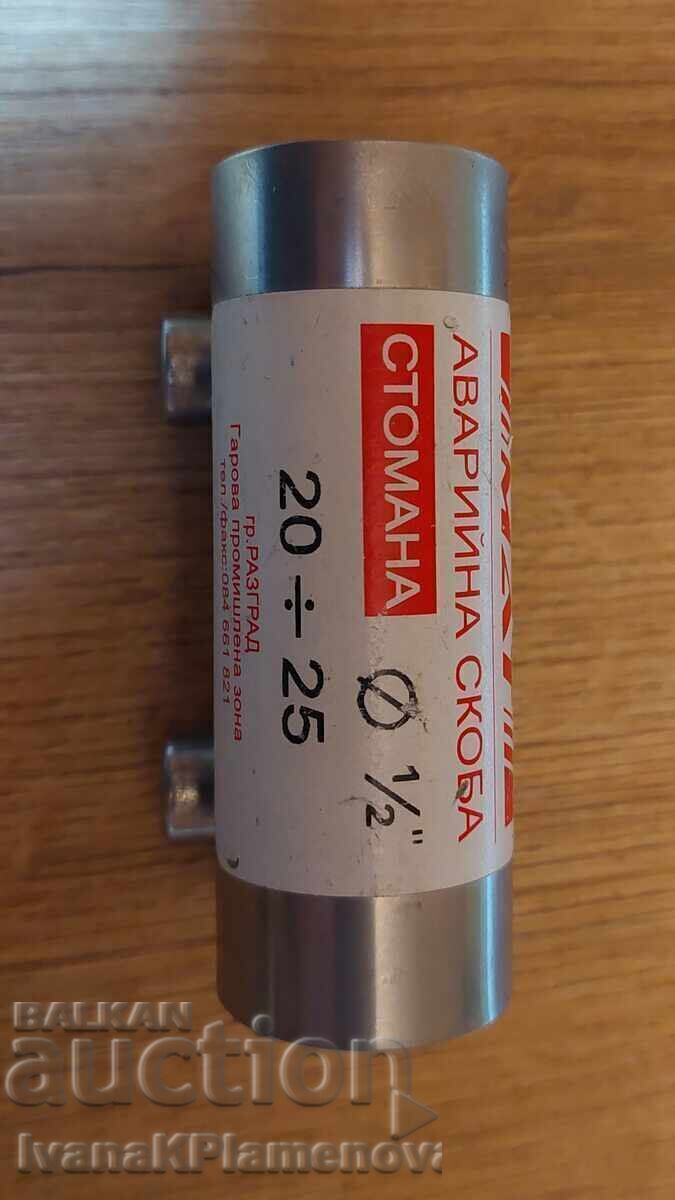 АВАРИЙНА СКОБА
СТОМАНА Ø 1/2"
20÷25
гр.РАЗГРАД
Гарова промишлена зона
тел./факс:084 661 821
BALKAN
auction
IvanaKPlamenova